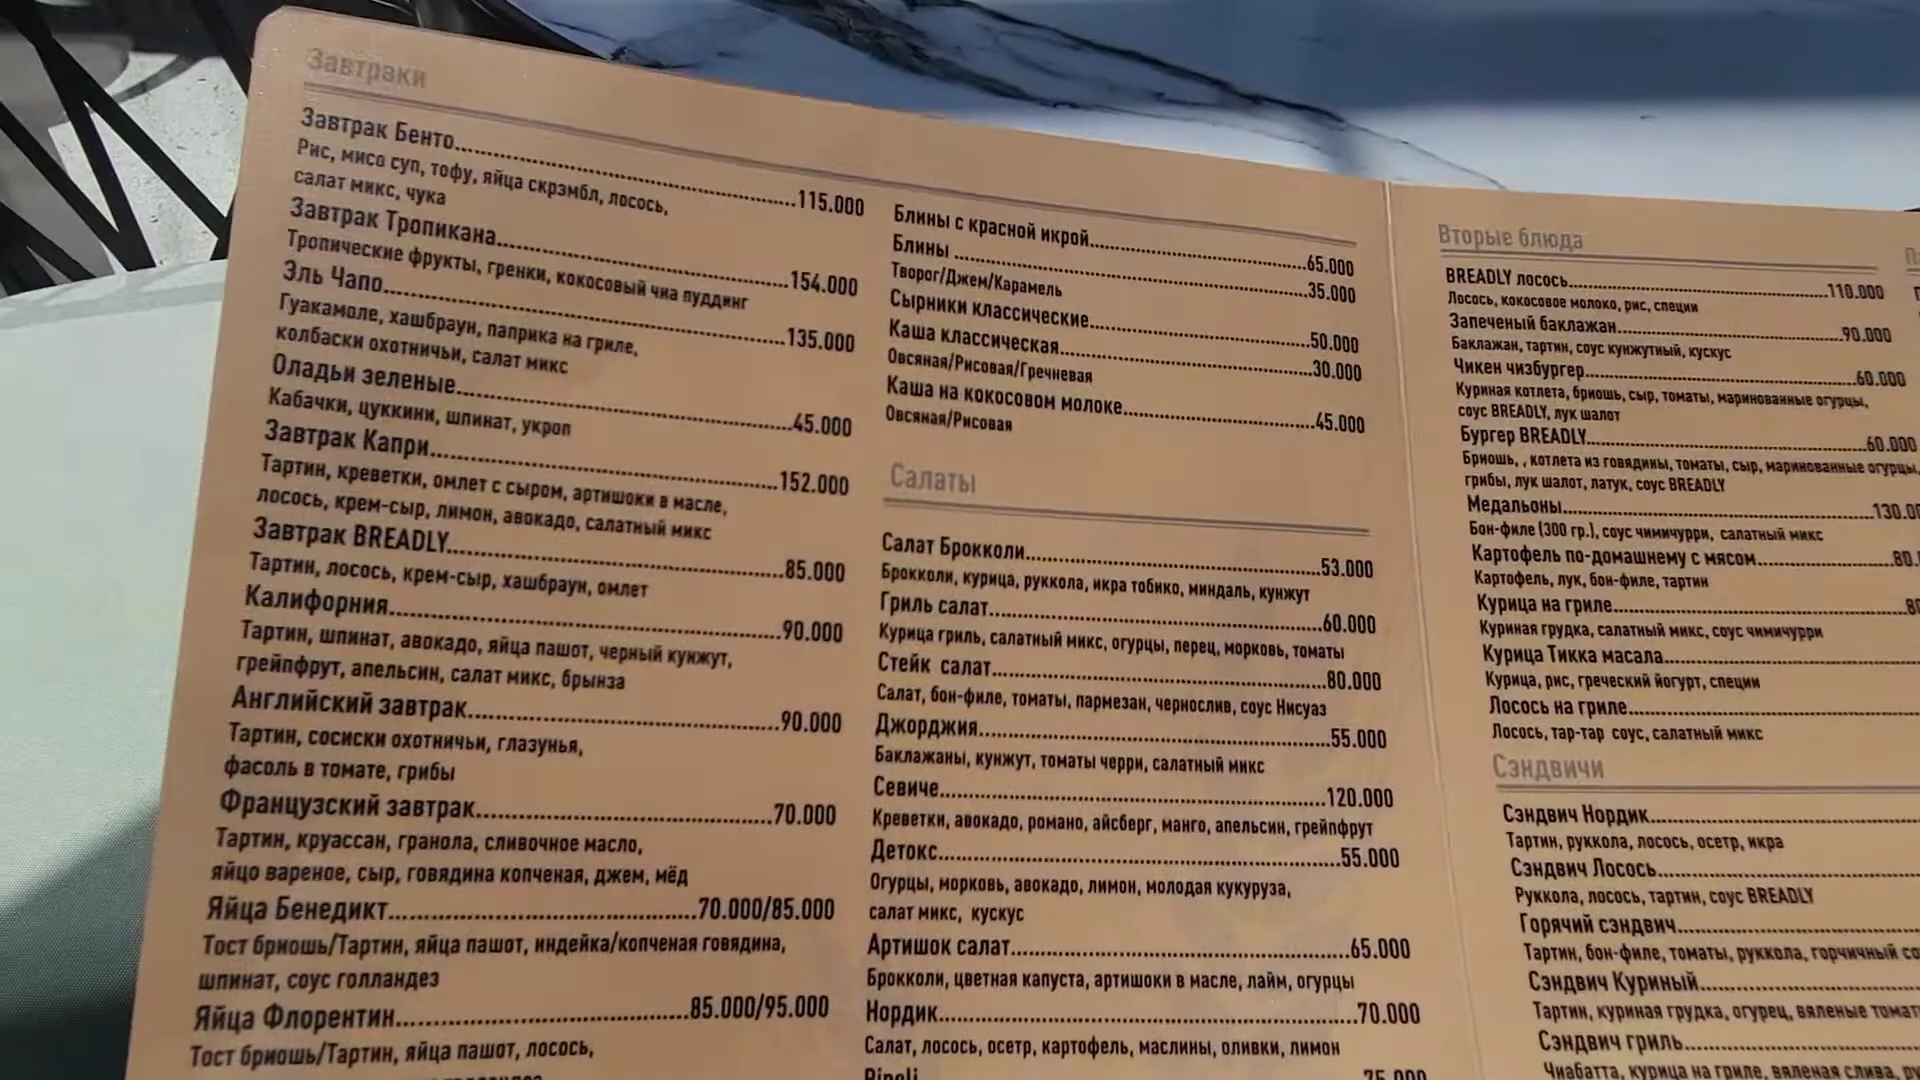 Завтраки
Завтрак Бенто...115.000
Рис, мисо суп, тофу, яйца скрэмбл, лосось,
салат микс, чука
Завтрак Тропикана...154.000
Тропические фрукты, гренки, кокосовый чиа пуддинг
Эль Чапо...135.000
Гуакамоле, хашбраун, паприка на гриле,
колбаски охотничьи, салат микс
Оладьи зеленые...45.000
Кабачки, цуккини, шпинат, укроп
Завтрак Капри...152.000
Тартин, креветки, омлет с сыром, артишоки в масле,
лосось, крем-сыр, лимон, авокадо, салатный микс
Завтрак BREADLY...85.000
Тартин, лосось, крем-сыр, хашбраун, омлет
Калифорния...90.000
Тартин, шпинат, авокадо, яйца пашот, черный кунжут,
грейпфрут, апельсин, салат микс, брынза
Английский завтрак...90.000
Тартин, сосиски охотничьи, глазунья,
фасоль в томате, грибы
Французский завтрак...70.000
Тартин, круассан, гранола, сливочное масло,
яйцо вареное, сыр, говядина копченая, джем, мёд
Яйца Бенедикт...70.000/85.000
Тост бриошь/Тартин, яйца пашот, индейка/копченая говядина,
шпинат, соус голландез
Яйца Флорентин...85.000/95.000
Тост бриошь/Тартин, яйца пашот, лосось,
Блины с красной икрой...65.000
Блины...35.000
Творог/Джем/Карамель
Сырники классические...50.000
Каша классическая...30.000
Овсяная/Рисовая/Гречневая
Каша на кокосовом молоке...45.000
Овсяная/Рисовая
Салаты
Салат Брокколи...53.000
Брокколи, курица, руккола, икра тобико, миндаль, кунжут
Гриль салат...60.000
Курица гриль, салатный микс, огурцы, перец, морковь, томаты
Стейк салат...80.000
Салат, бон-филе, томаты, пармезан, чернослив, соус Нисуаз
Джорджия...55.000
Баклажаны, кунжут, томаты черри, салатный микс
Севиче...120.000
Креветки, авокадо, романо, айсберг, манго, апельсин, грейпфрут
Детокс...55.000
Огурцы, морковь, авокадо, лимон, молодая кукуруза,
салат микс, кускус
Артишок салат...65.000
Брокколи, цветная капуста, артишоки в масле, лайм, огурцы
Нордик...70.000
Салат, лосось, осетр, картофель, маслины, оливки, лимон
Вторые блюда
BREADLY лосось...110.000
Лосось, кокосовое молоко, рис, специи
Запеченый баклажан...90.000
Баклажан, тартин, соус кунжутный, кускус
Чикен чизбургер...60.000
Куриная котлета, бриошь, сыр, томаты, маринованные огурцы,
соус BREADLY, лук шалот
Бургер BREADLY...60.000
Бриошь, , котлета из говядины, томаты, сыр, маринованные огурцы,
грибы, лук шалот, латук, соус BREADLY
Медальоны...130.00
Бон-филе (300 гр.), соус чимичурри, салатный микс
Картофель по-домашнему с мясом...80.
Картофель, лук, бон-филе, тартин
Курица на гриле...
Куриная грудка, салатный микс, соус чимичурри
Курица Тикка масала...
Курица, рис, греческий йогурт, специи
Лосось на гриле...
Лосось, тар-тар соус, салатный микс
Сэндвичи
Сэндвич Нордик...
Тартин, руккола, лосось, осетр, икра
Сэндвич Лосось...
Руккола, лосось, тартин, соус BREADLY
Горячий сэндвич...
Тартин, бон-филе, томаты, руккола, горчичный
Сэндвич Куриный...
Тартин, куриная грудка, огурец, вяленые
Сэндвич гриль...
Чиабатта, курица на гриле, вяленая слива,